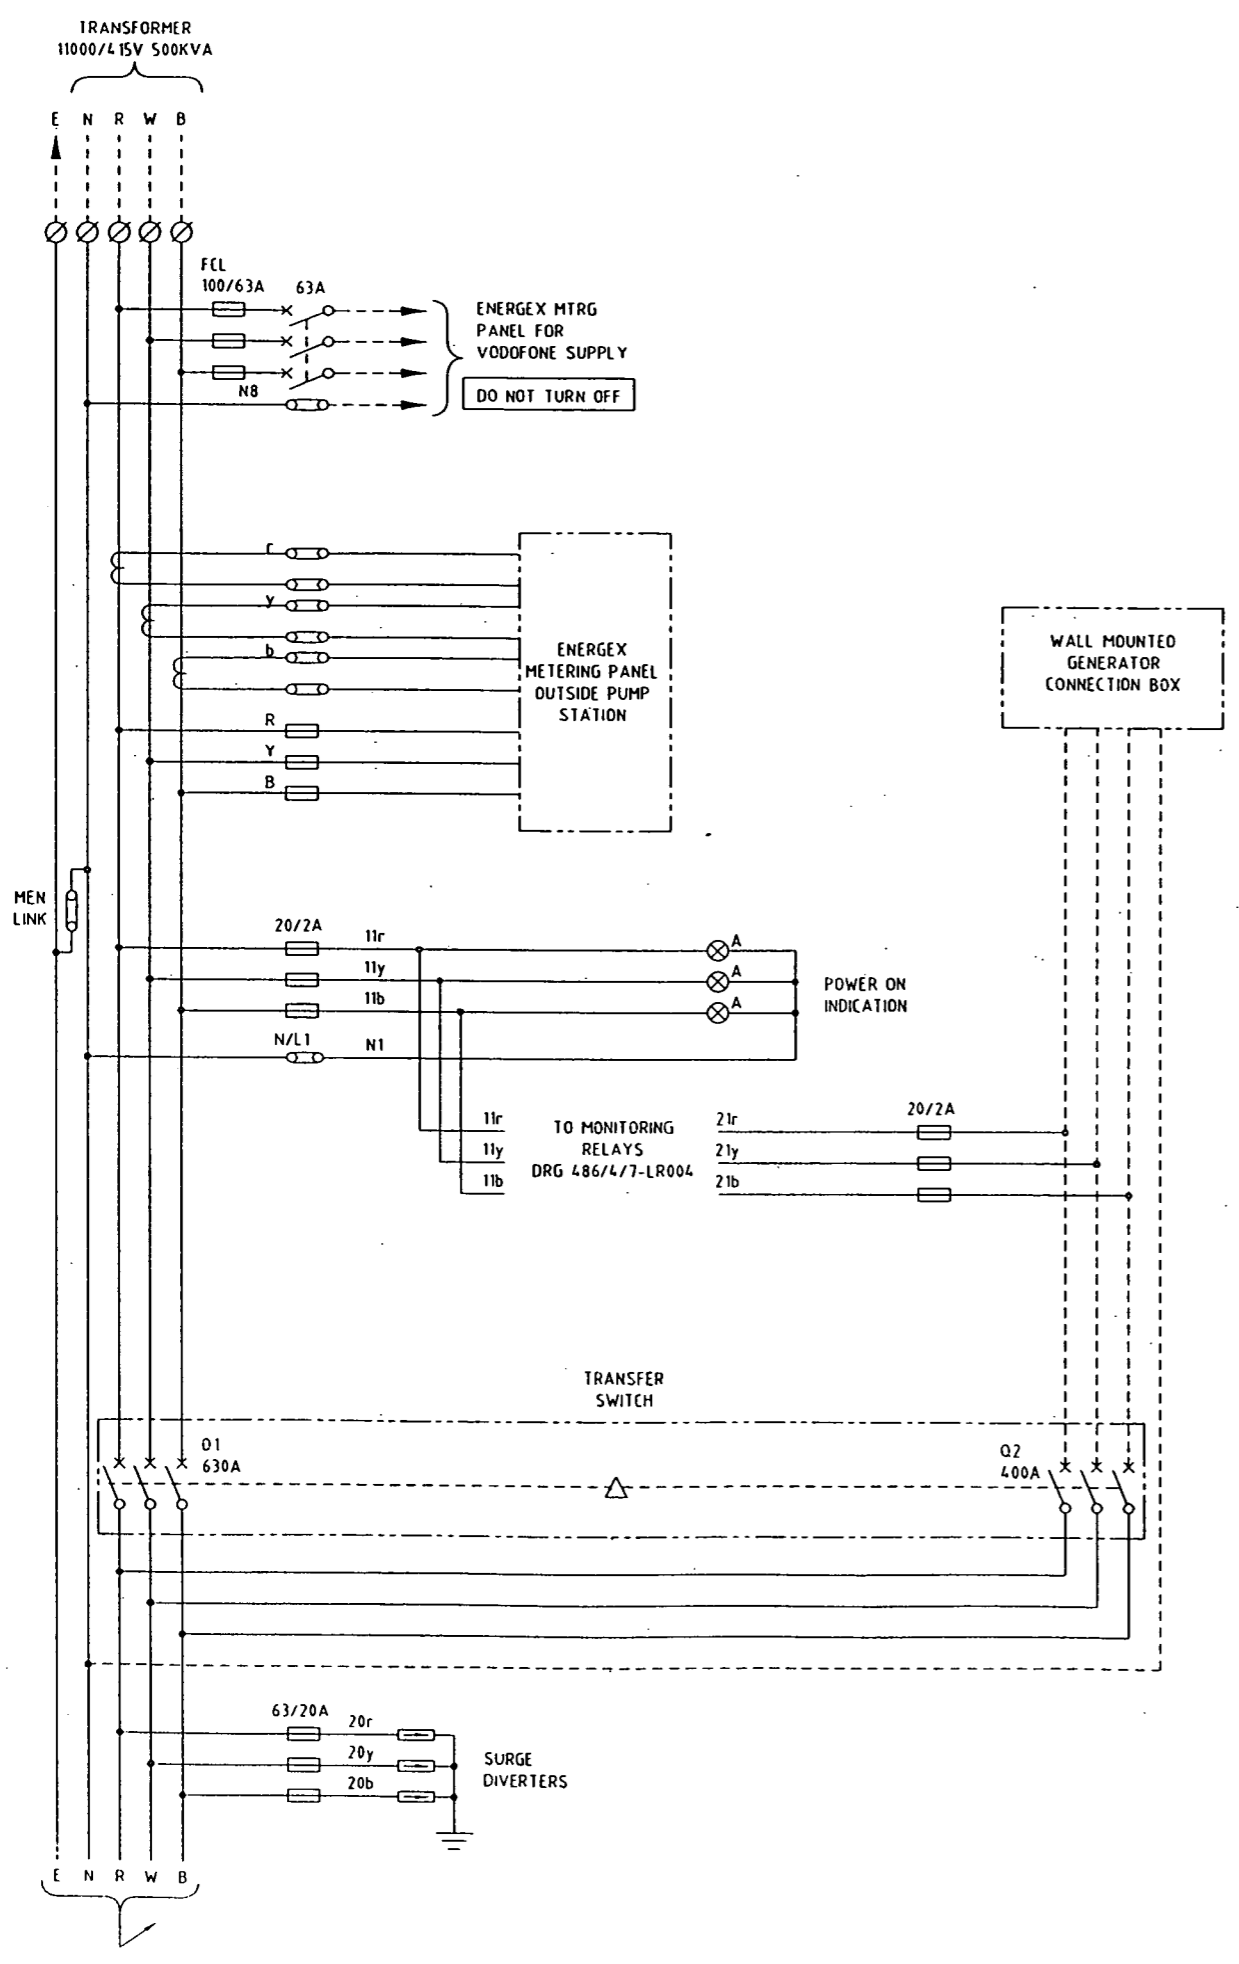 TRANSFORMER
11000/415V 500KVA
E N R W B
FCL
100/63A
63A
N8
ENERGEX MTRG
PANEL FOR
VODOFONE SUPPLY
DO NOT TURN OFF
r
y
b
R
Y
B
ENERGEX
METERING PANEL
OUTSIDE PUMP
STATION
WALL MOUNTED
GENERATOR
CONNECTION BOX
MEN
LINK
20/2A
11r
11y
11b
N/L1
N1
A
A
A
POWER ON
INDICATION
11r
11y
11b
TO MONITORING
RELAYS
DRG 486/4/7-LR004
21r
21y
21b
20/2A
TRANSFER
SWITCH
Q1
630A
Q2
400A
63/20A
20r
20y
20b
SURGE
DIVERTERS
E N R W B